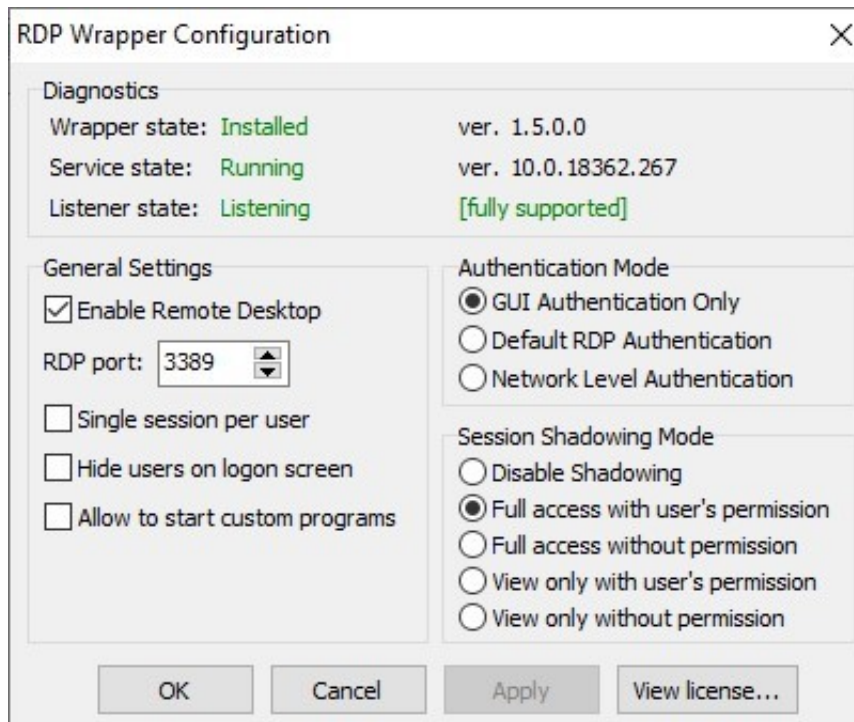 RDP Wrapper Configuration
Diagnostics
Wrapper state: Installed ver. 1.5.0.0
Service state: Running ver. 10.0.18362.267
Listener state: Listening [fully supported]
General Settings
Enable Remote Desktop
RDP port: 3389
Single session per user
Hide users on logon screen
Allow to start custom programs
Authentication Mode
GUI Authentication Only
Default RDP Authentication
Network Level Authentication
Session Shadowing Mode
Disable Shadowing
Full access with user's permission
Full access without permission
View only with user's permission
View only without permission
OK Cancel Apply View license...